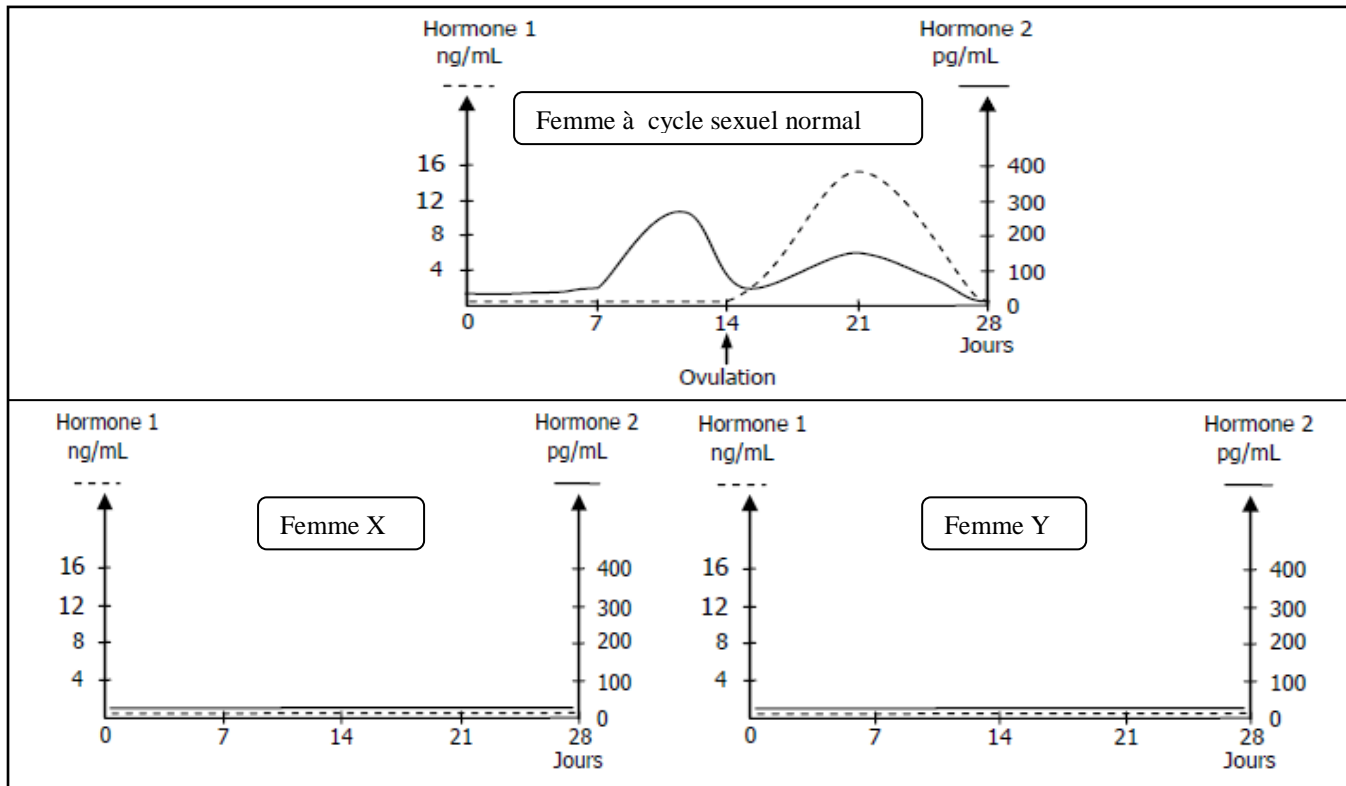 Hormone 1
ng/mL
Hormone 2
pg/mL
Femme à cycle sexuel normal
16
12
8
4
400
300
200
100
0
0 7 14 21 28
Jours
Ovulation
Hormone 1
ng/mL
Hormone 2
pg/mL
Femme X
16
12
8
4
400
300
200
100
0
0 7 14 21 28
Jours
Hormone 1
ng/mL
Hormone 2
pg/mL
Femme Y
16
12
8
4
400
300
200
100
0
0 7 14 21 28
Jours